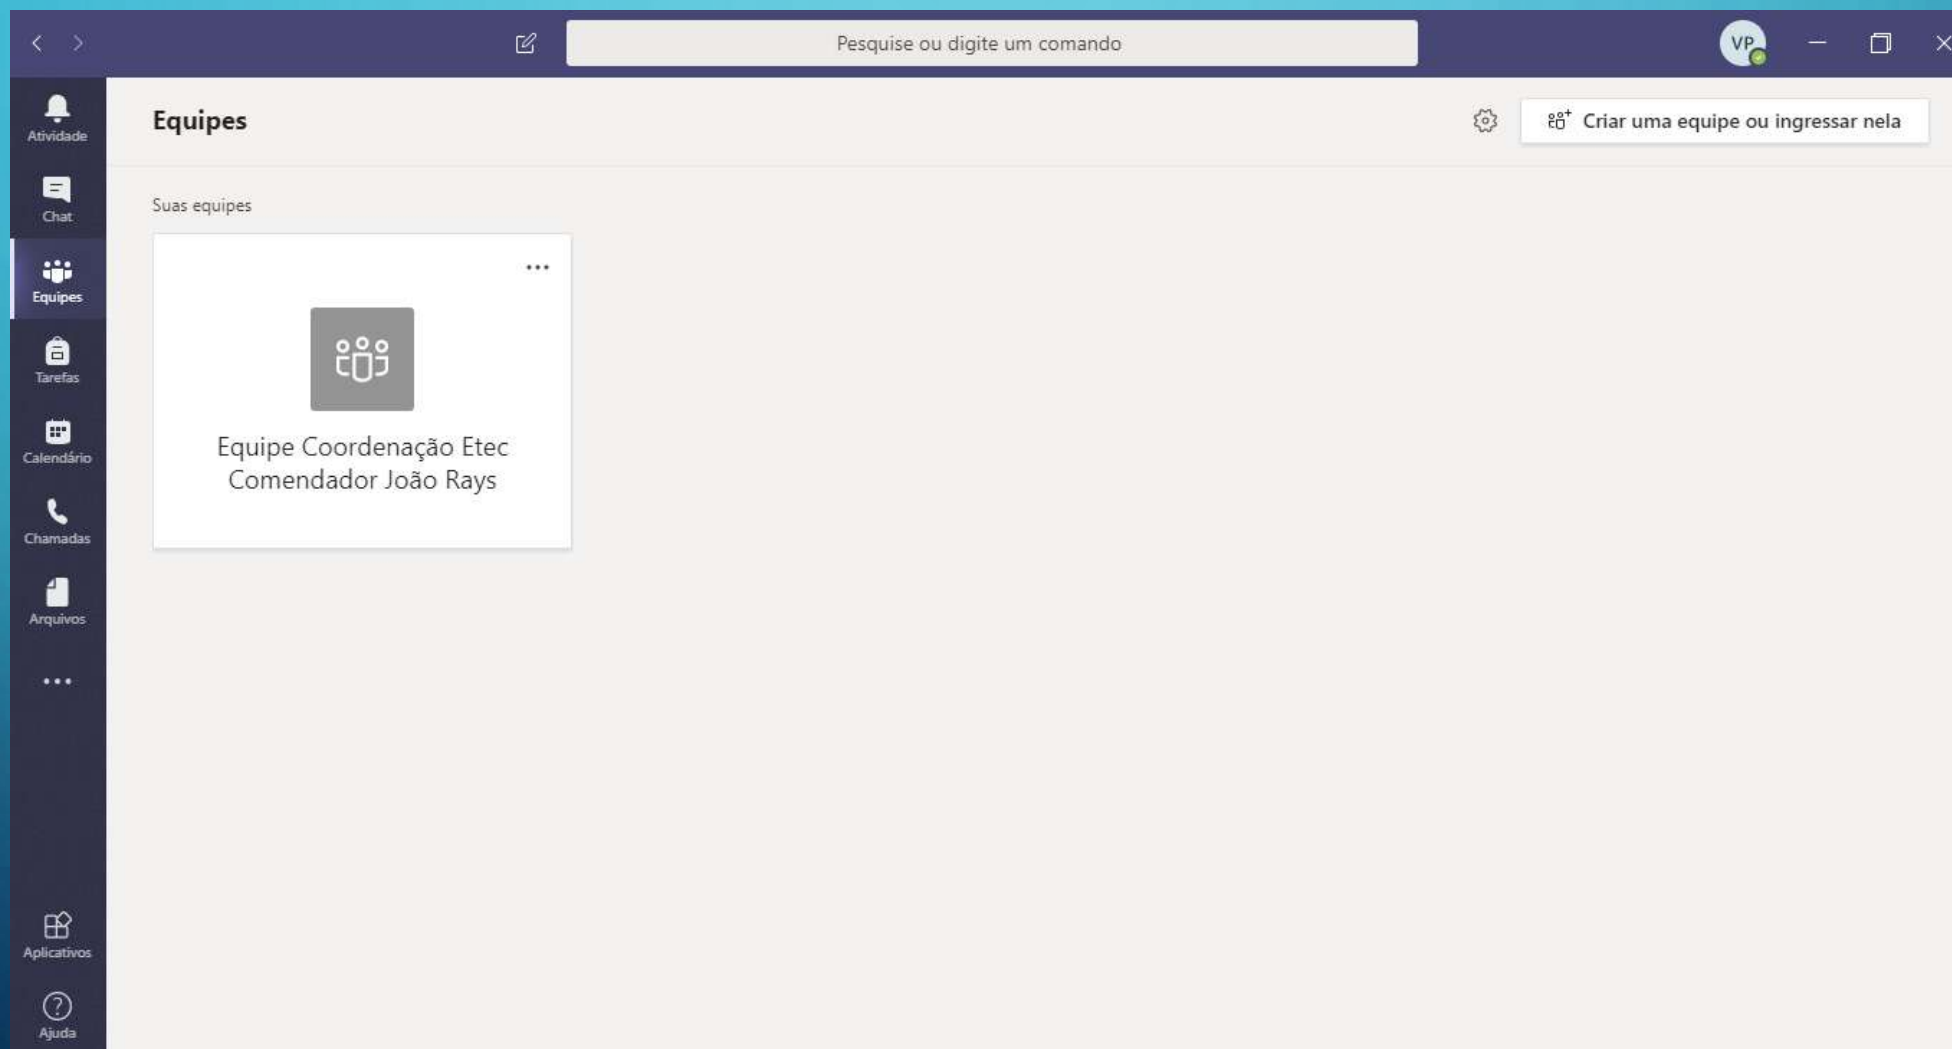 Pesquise ou digite um comando
VP
Atividade
Chat
Equipes
Tarefas
Calendário
Chamadas
Arquivos
Aplicativos
Ajuda
Equipes
Criar uma equipe ou ingressar nela
Suas equipes
Equipe Coordenação Etec
Comendador João Rays